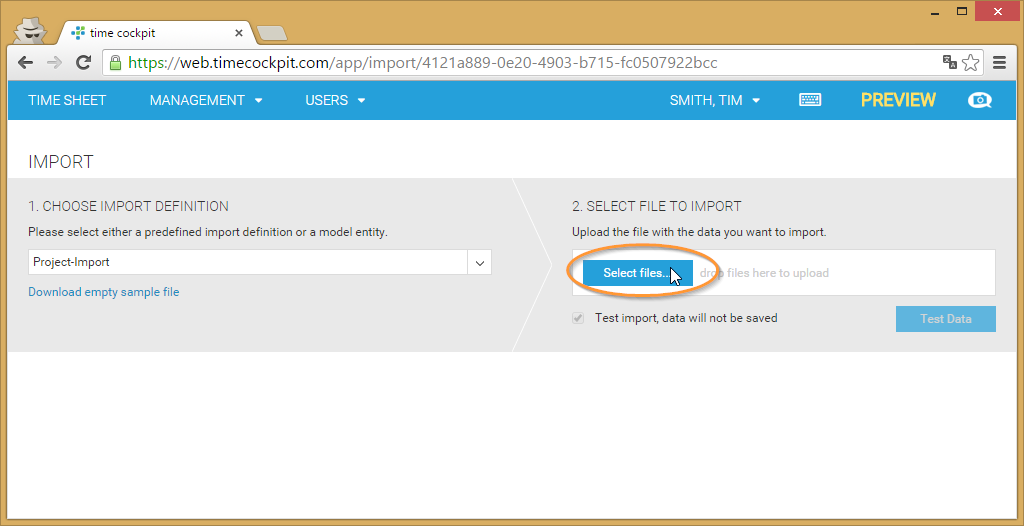 time cockpit
https://web.timecockpit.com/app/import/4121a889-0e20-4903-b715-fc0507922bcc
TIME SHEET MANAGEMENT USERS SMITH, TIM PREVIEW
IMPORT
1. CHOOSE IMPORT DEFINITION
Please select either a predefined import definition or a model entity.
Project-Import
Download empty sample file
2. SELECT FILE TO IMPORT
Upload the file with the data you want to import.
Select files... drop files here to upload
Test import, data will not be saved
Test Data